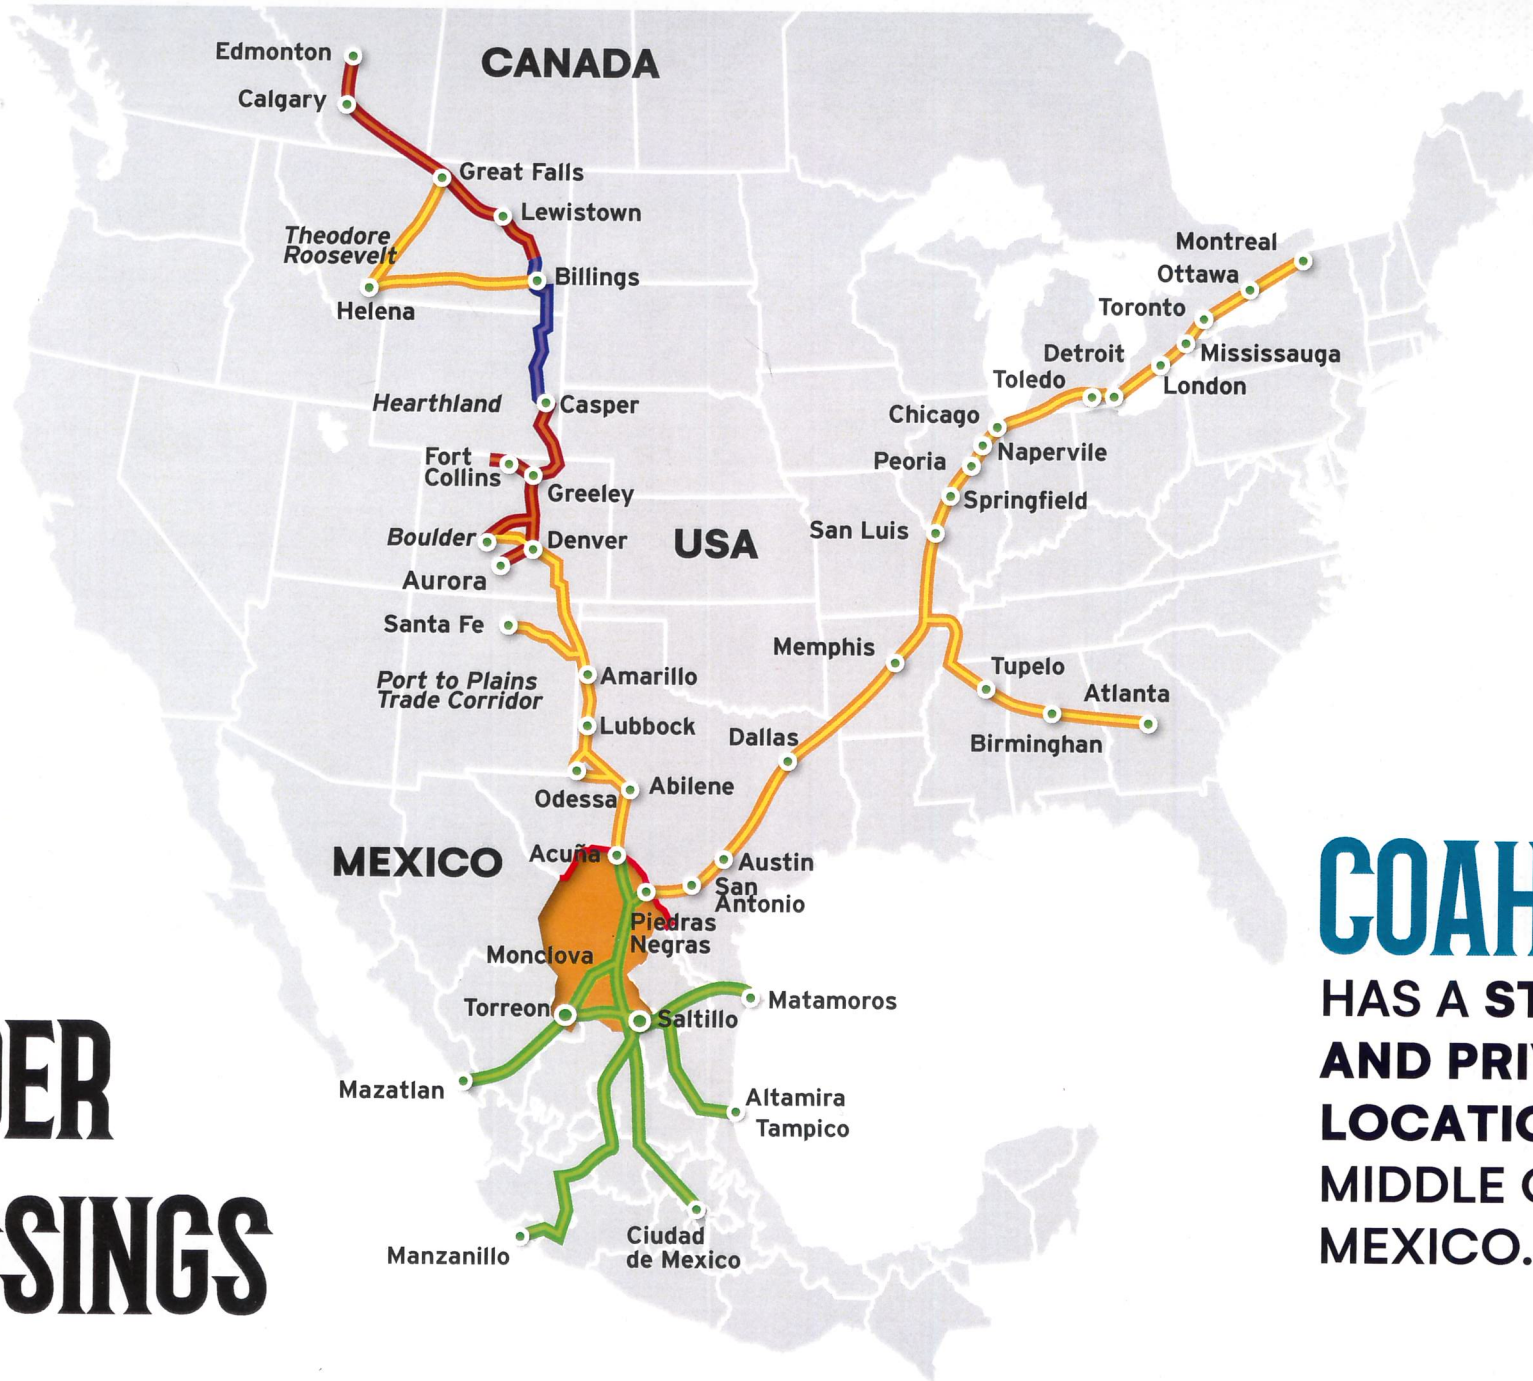 Edmonton
CANADA
Calgary
Great Falls
Lewistown
Theodore
Roosevelt
Billings
Helena
Montreal
Ottawa
Toronto
Mississauga
Detroit
London
Toledo
Chicago
Napervile
Peoria
Springfield
San Luis
Hearthland
Casper
Fort
Collins
Greeley
Boulder
Denver
USA
Aurora
Santa Fe
Memphis
Tupelo
Atlanta
Birminghan
Port to Plains
Trade Corridor
Amarillo
Lubbock
Dallas
Odessa
Abilene
MEXICO
Acuña
Austin
San
Antonio
Piedras
Negras
Monclova
Torreon
Saltillo
Matamoros
Mazatlan
Altamira
Tampico
Manzanillo
Ciudad
de Mexico
DER
SINGS
COAH
HAS A ST
AND PRI
LOCATIO
MIDDLE
MEXICO.